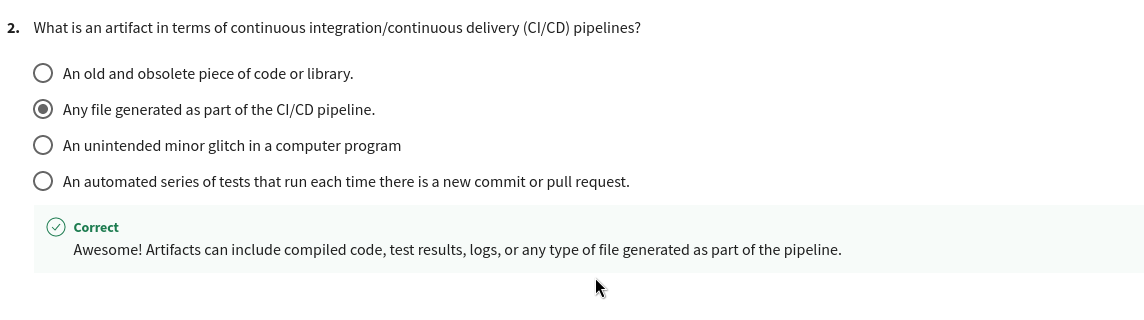 2. What is an artifact in terms of continuous integration/continuous delivery (CI/CD) pipelines?
An old and obsolete piece of code or library.
Any file generated as part of the CI/CD pipeline.
An unintended minor glitch in a computer program
An automated series of tests that run each time there is a new commit or pull request.
Correct
Awesome! Artifacts can include compiled code, test results, logs, or any type of file generated as part of the pipeline.